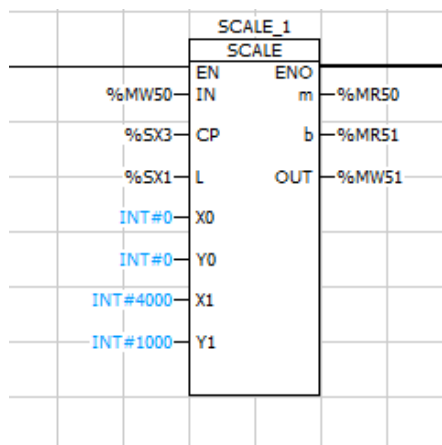 SCALE_1
SCALE
EN ENO
%MW50 IN m %MR50
%SX3 CP b %MR51
%SX1 L OUT %MW51
INT#0 X0
INT#0 Y0
INT#4000 X1
INT#1000 Y1